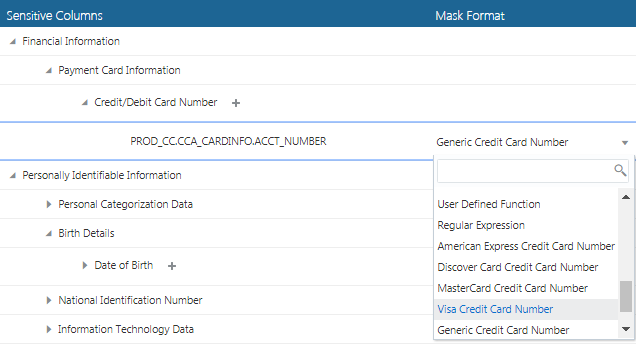 Sensitive Columns Mask Format
Financial Information
Payment Card Information
Credit/Debit Card Number
PROD_CC.CCA_CARDINFO.ACCT_NUMBER Generic Credit Card Number
Personally Identifiable Information
Personal Categorization Data
Birth Details
Date of Birth
National Identification Number
Information Technology Data
User Defined Function
Regular Expression
American Express Credit Card Number
Discover Card Credit Card Number
MasterCard Credit Card Number
Visa Credit Card Number
Generic Credit Card Number